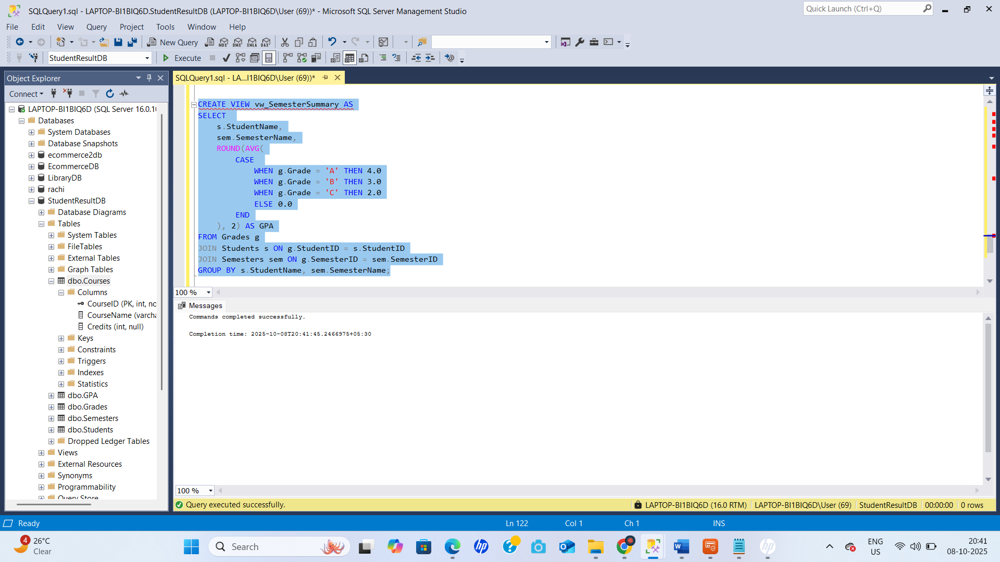 SQLQuery1.sql - LAPTOP-BI1BIQ6D.StudentResultDB (LAPTOP-BI1BIQ6D\User (69))* - Microsoft SQL Server Management Studio
Quick Launch (Ctrl+Q)
File Edit View Query Project Tools Window Help
New Query
MDX DMX XMLA DAX
StudentResultDB
Execute
Object Explorer
SQLQuery1.sql - LA...I1BIQ6D\User (69))*
Connect
LAPTOP-BI1BIQ6D (SQL Server 16.0.10
Databases
System Databases
Database Snapshots
ecommerce2db
EcommerceDB
LibraryDB
rachi
StudentResultDB
Database Diagrams
Tables
System Tables
FileTables
External Tables
Graph Tables
dbo.Courses
Columns
CourseID (PK, int, no
CourseName (varcha
Credits (int, null)
Keys
Constraints
Triggers
Indexes
Statistics
dbo.GPA
dbo.Grades
dbo.Semesters
dbo.Students
Dropped Ledger Tables
Views
External Resources
Synonyms
Programmability
Query Store
CREATE VIEW vw_SemesterSummary AS
SELECT
s.StudentName,
sem.SemesterName,
ROUND(AVG(
CASE
WHEN g.Grade = 'A' THEN 4.0
WHEN g.Grade = 'B' THEN 3.0
WHEN g.Grade = 'C' THEN 2.0
ELSE 0.0
END
), 2) AS GPA
FROM Grades g
JOIN Students s ON g.StudentID = s.StudentID
JOIN Semesters sem ON g.SemesterID = sem.SemesterID
GROUP BY s.StudentName, sem.SemesterName;
100 %
Messages
Commands completed successfully.
Completion time: 2025-10-08T20:41:45.2466975+05:30
100 %
Query executed successfully.
LAPTOP-BI1BIQ6D (16.0 RTM)
LAPTOP-BI1BIQ6D\User (69)
StudentResultDB
00:00:00
0 rows
Ready
Ln 122
Col 1
Ch 1
INS
4
26°C
Clear
Search
ENG
US
20:41
08-10-2025